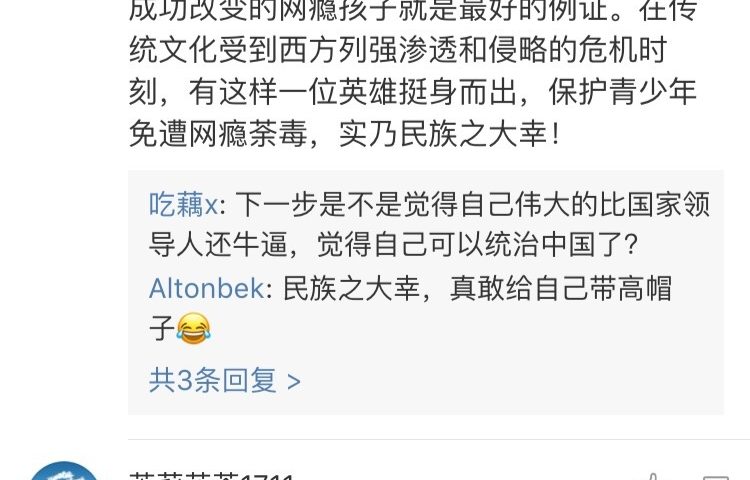 成功改变的网瘾孩子就是最好的例证。在传
统文化受到西方列强渗透和侵略的危机时
刻，有这样一位英雄挺身而出，保护青少年
免遭网瘾荼毒，实乃民族之大幸！
吃藕x: 下一步是不是觉得自己伟大的比国家领
导人还牛逼，觉得自己可以统治中国了？
Altonbek: 民族之大幸，真敢给自己带高帽
子😂
共3条回复 >